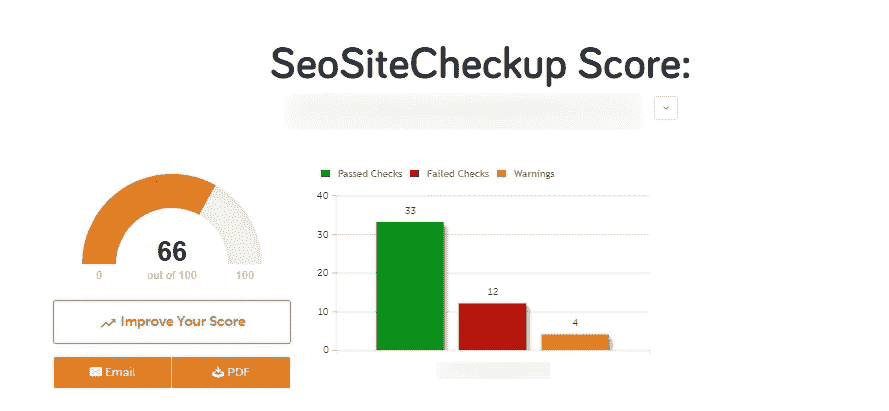 SeoSiteCheckup Score:
Passed Checks Failed Checks Warnings
66
0 out of 100 100
Improve Your Score
Email PDF
40
30
20
10
0
33
12
4